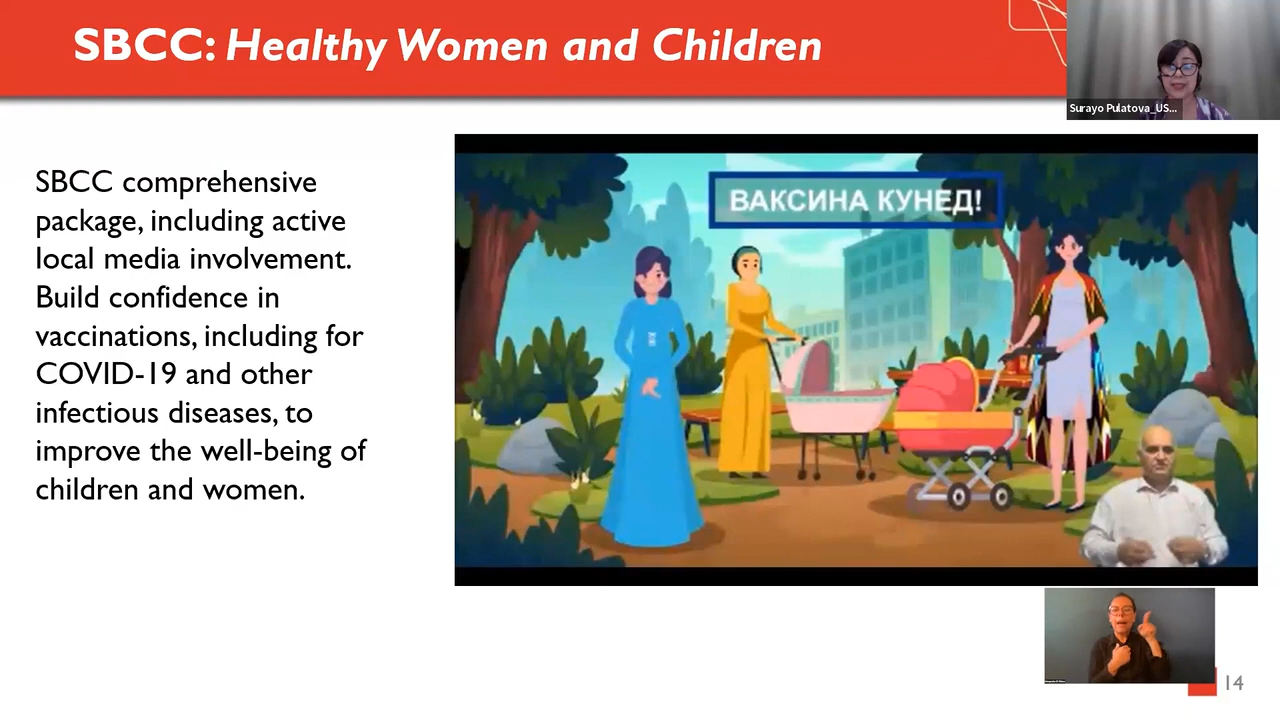 SBCC: Healthy Women and Children
Surayo Pulatova_US...
SBCC comprehensive
package, including active
local media involvement.
Build confidence in
vaccinations, including for
COVID-19 and other
infectious diseases, to
improve the well-being of
children and women.
ВАКСИНА КУНЕД!
14